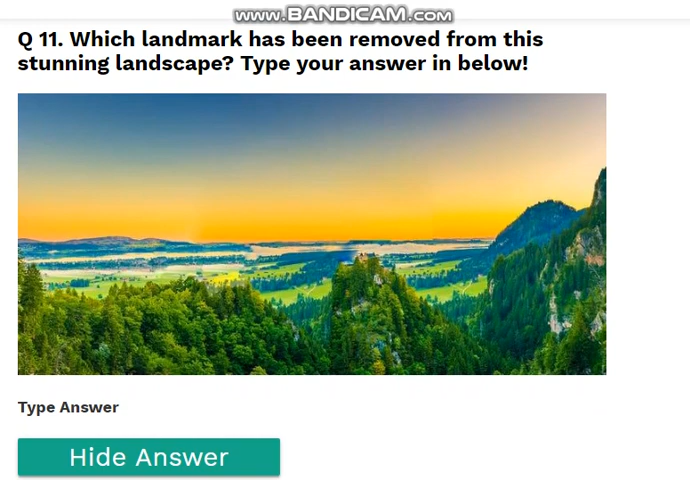 www.BANDICAM.com
Q 11. Which landmark has been removed from this
stunning landscape? Type your answer in below!
Type Answer
Hide Answer